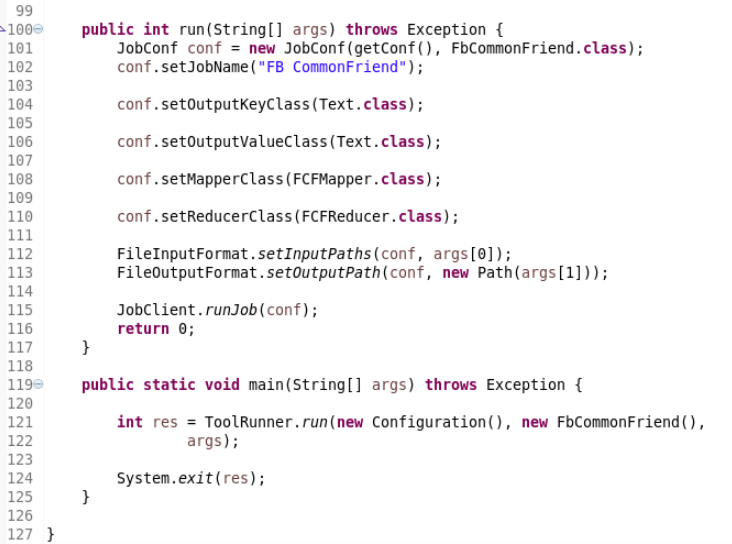 99
100    public int run(String[] args) throws Exception {
101        JobConf conf = new JobConf(getConf(), FbCommonFriend.class);
102        conf.setJobName("FB CommonFriend");
103
104        conf.setOutputKeyClass(Text.class);
105
106        conf.setOutputValueClass(Text.class);
107
108        conf.setMapperClass(FCFMapper.class);
109
110        conf.setReducerClass(FCFReducer.class);
111
112        FileInputFormat.setInputPaths(conf, args[0]);
113        FileOutputFormat.setOutputPath(conf, new Path(args[1]));
114
115        JobClient.runJob(conf);
116        return 0;
117    }
118
119    public static void main(String[] args) throws Exception {
120
121        int res = ToolRunner.run(new Configuration(), new FbCommonFriend(),
122                args);
123
124        System.exit(res);
125    }
126
127 }